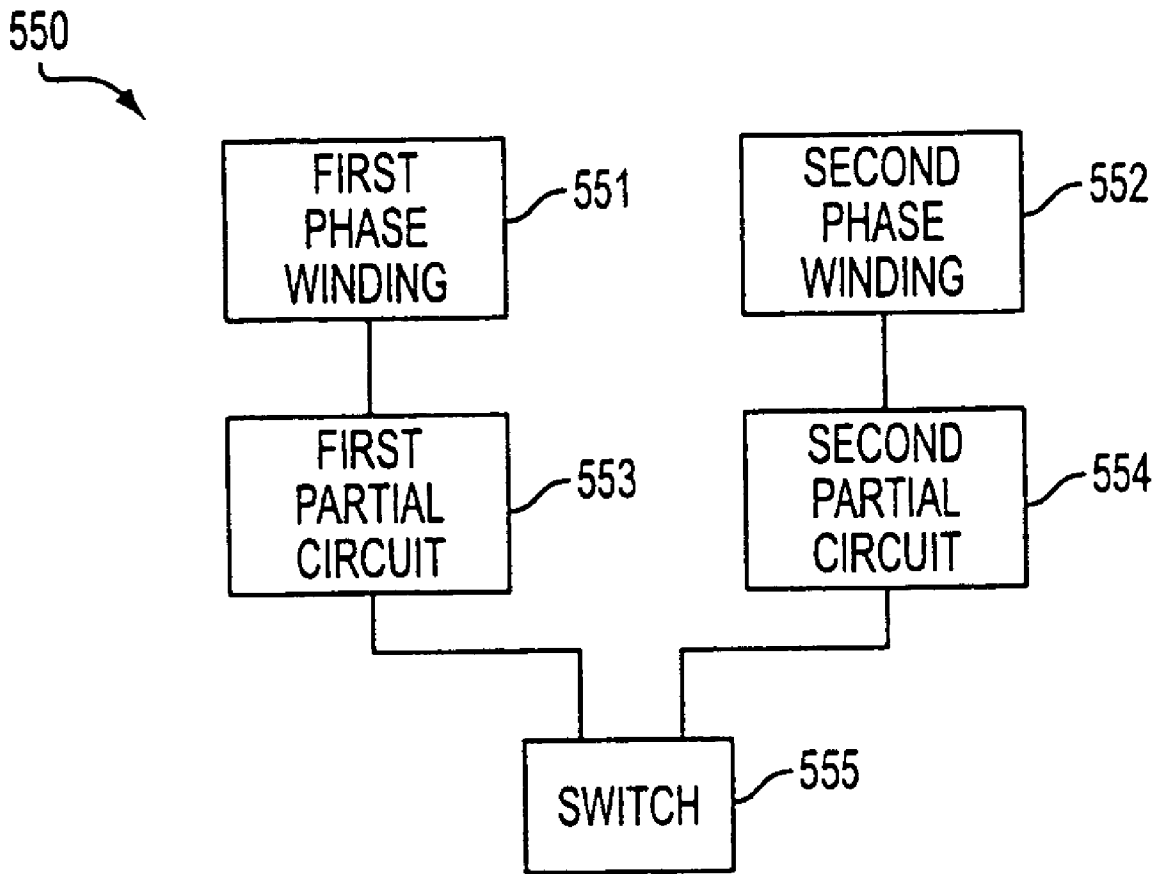 550
FIRST
PHASE
WINDING
551
SECOND
PHASE
WINDING
552
FIRST
PARTIAL
CIRCUIT
553
SECOND
PARTIAL
CIRCUIT
554
SWITCH
555